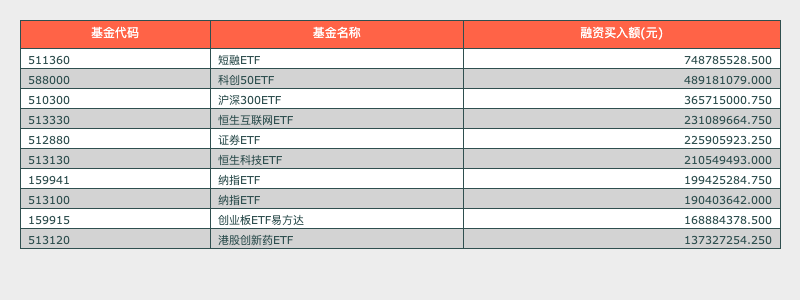 基金代码 基金名称 融资买入额(元)
511360 短融ETF 748785528.500
588000 科创50ETF 489181079.000
510300 沪深300ETF 365715000.750
513330 恒生互联网ETF 231089664.750
512880 证券ETF 225905923.250
513130 恒生科技ETF 210549493.000
159941 纳指ETF 199425284.750
513100 纳指ETF 190403642.000
159915 创业板ETF易方达 168884378.500
513120 港股创新药ETF 137327254.250